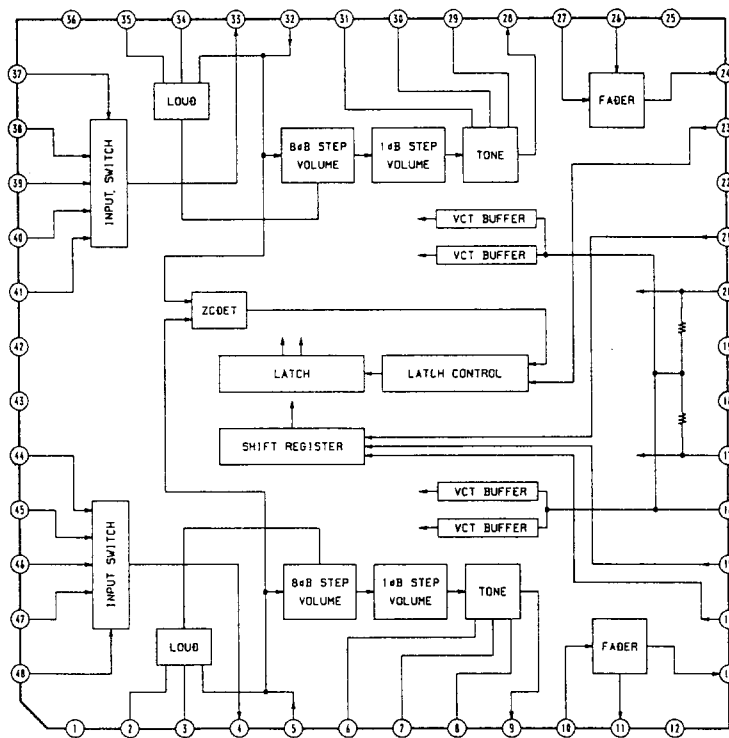 36 35 34 33 32 31 30 29 28 27 26 25
37
LOUD
FADER
24
38
INPUT SWITCH
8dB STEP VOLUME
1dB STEP VOLUME
TONE
23
39
22
40
VCT BUFFER
21
VCT BUFFER
41
ZCDET
20
42
LATCH
LATCH CONTROL
19
43
SHIFT REGISTER
44
17
45
VCT BUFFER
46
INPUT SWITCH
VCT BUFFER
8dB STEP VOLUME
1dB STEP VOLUME
TONE
47
48
LOUD
FADER
1 2 3 4 5 6 7 8 9 10 11 12